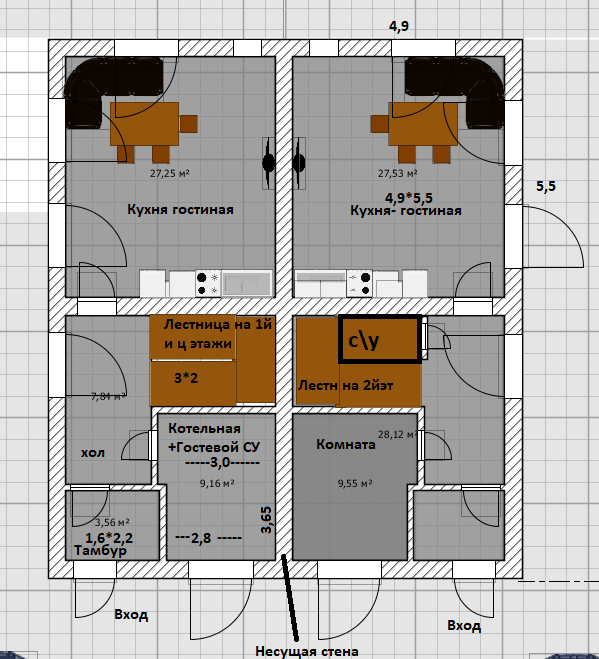 4,9
27,25 м²
27,53 м²
5,5
4,9*5,5
Кухня гостиная
Кухня- гостиная
Лестница на 1й
и ц этажи
с\у
3*2
Лестн на 2йэт
7,84 м²
Котельная
+Гостевой СУ
Комната
28,12 м²
хол
-----3,0------
9,16 м²
9,55 м²
3,65
3,56 м²
1,6*2,2
---2,8 -----
Тамбур
Вход
Вход
Несущая стена